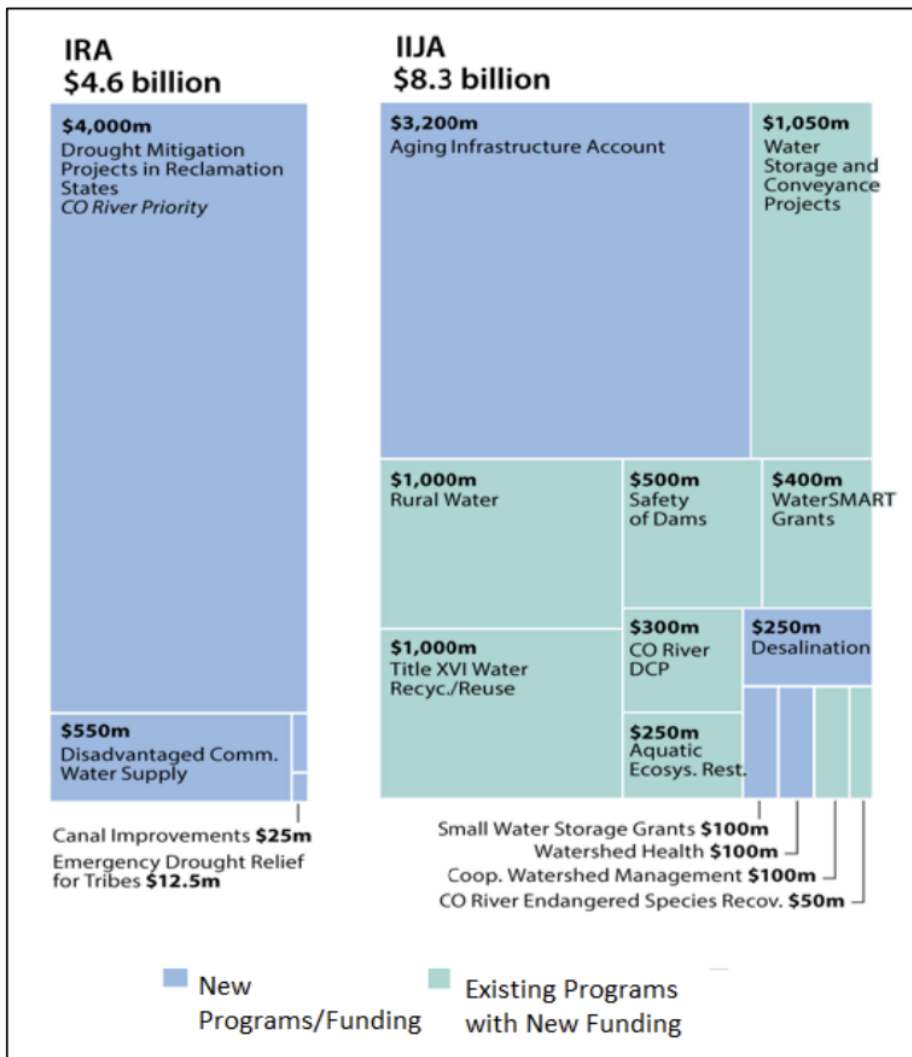 IRA
$4.6 billion
$4,000m
Drought Mitigation
Projects in Reclamation
States
CO River Priority
$550m
Disadvantaged Comm.
Water Supply
Canal Improvements $25m
Emergency Drought Relief
for Tribes $12.5m
IIJA
$8.3 billion
$3,200m
Aging Infrastructure Account
$1,050m
Water
Storage and
Conveyance
Projects
$1,000m
Rural Water
$500m
Safety
of Dams
$400m
WaterSMART
Grants
$1,000m
Title XVI Water
Recyc./Reuse
$300m
CO River
DCP
$250m
Desalination
$250m
Aquatic
Ecosys. Rest.
Small Water Storage Grants $100m
Watershed Health $100m
Coop. Watershed Management $100m
CO River Endangered Species Recov. $50m
New
Programs/Funding
Existing Programs
with New Funding